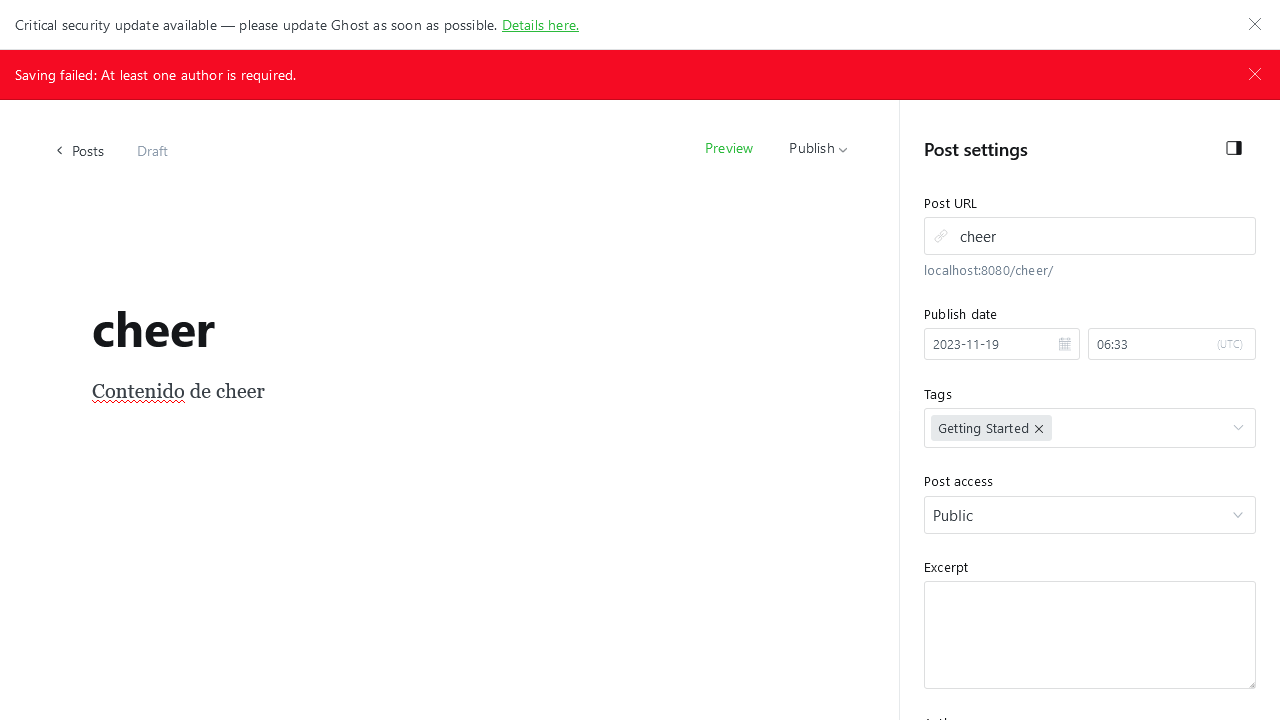 Critical security update available — please update Ghost as soon as possible. Details here.
Saving failed: At least one author is required.
Posts
Draft
Preview
Publish
Post settings
Post URL
cheer
localhost:8080/cheer/
Publish date
2023-11-19
06:33
(UTC)
cheer
Contenido de cheer
Tags
Getting Started
Post access
Public
Excerpt